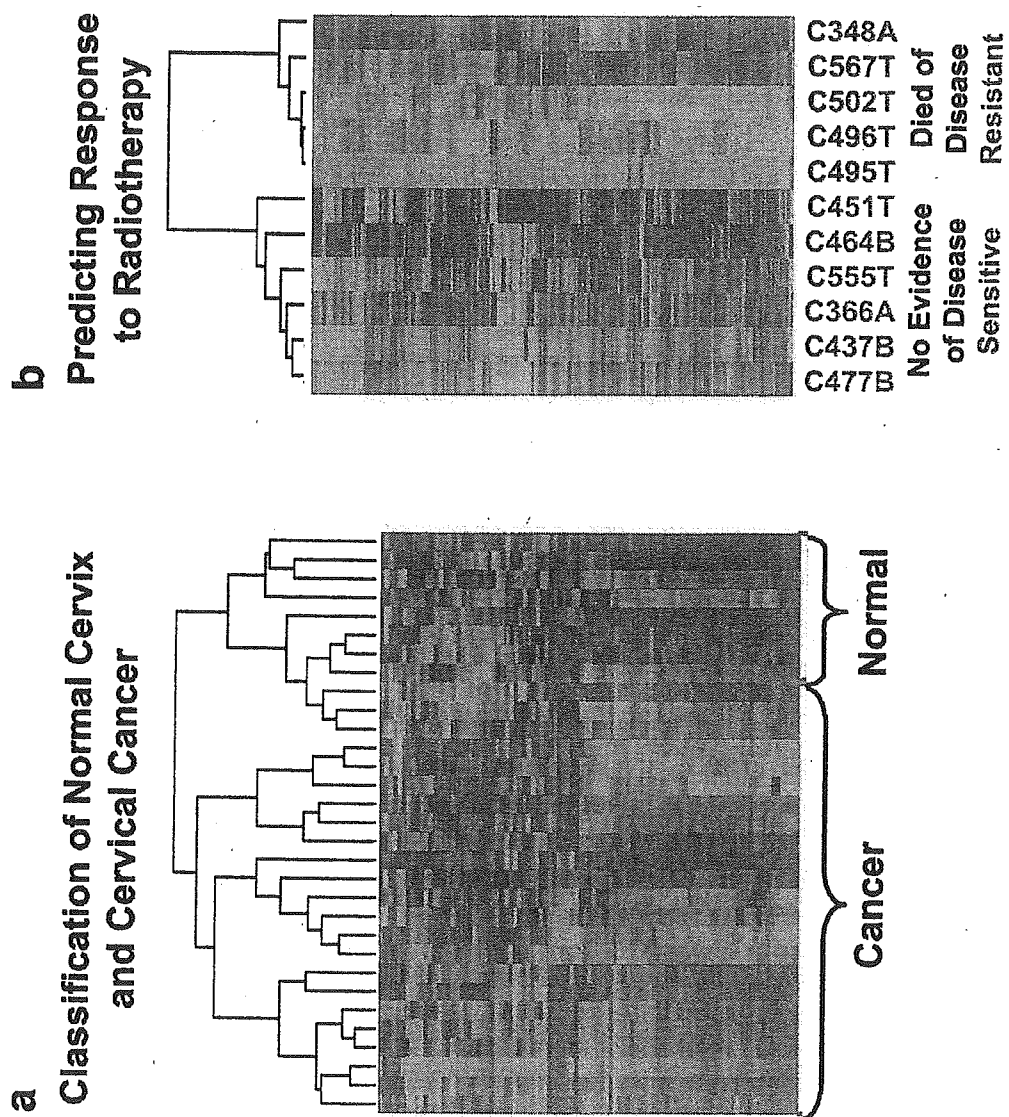 a
Classification of Normal Cervix
and Cervical Cancer
Cancer
Normal
b
Predicting Response
to Radiotherapy
C477B
C437B
C366A
C555T
C464B
C451T
C495T
C496T
C502T
C567T
C348A
No Evidence
of Disease
Sensitive
Died of
Disease
Resistant